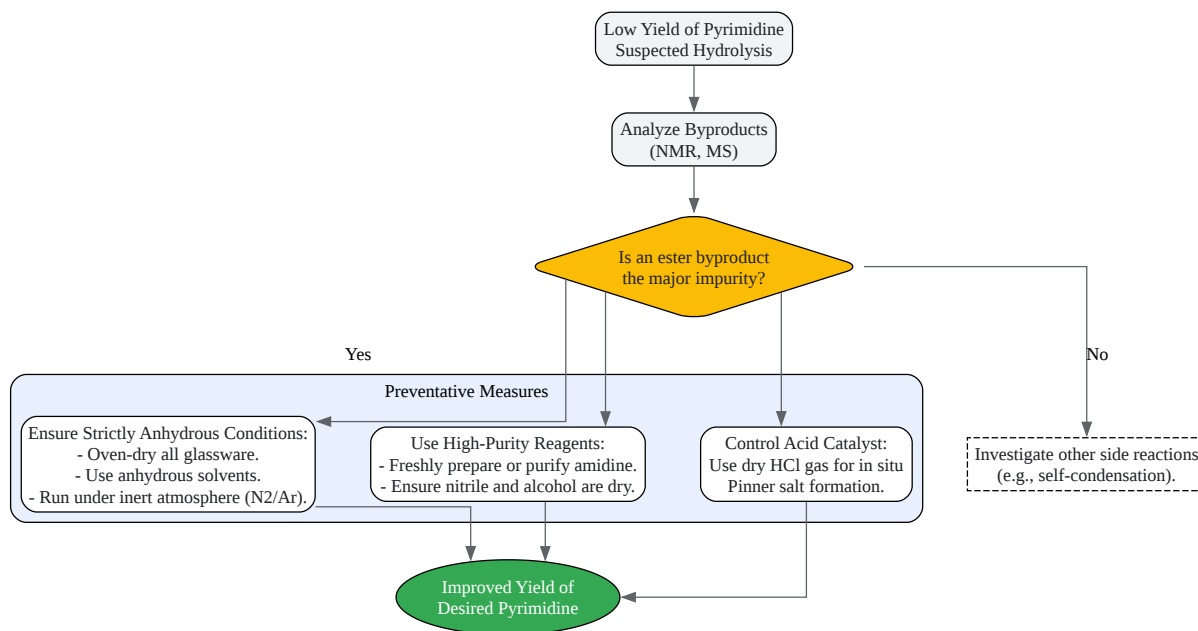 Low Yield of Pyrimidine
Suspected Hydrolysis
Analyze Byproducts
(NMR, MS)
Is an ester byproduct
the major impurity?
Yes
No
Preventative Measures
Ensure Strictly Anhydrous Conditions:
- Oven-dry all glassware.
- Use anhydrous solvents.
- Run under inert atmosphere (N2/Ar).
Use High-Purity Reagents:
- Freshly prepare or purify amidine.
- Ensure nitrile and alcohol are dry.
Control Acid Catalyst:
Use dry HCl gas for in situ
Pinner salt formation.
Investigate other side reactions
(e.g., self-condensation).
Improved Yield of
Desired Pyrimidine